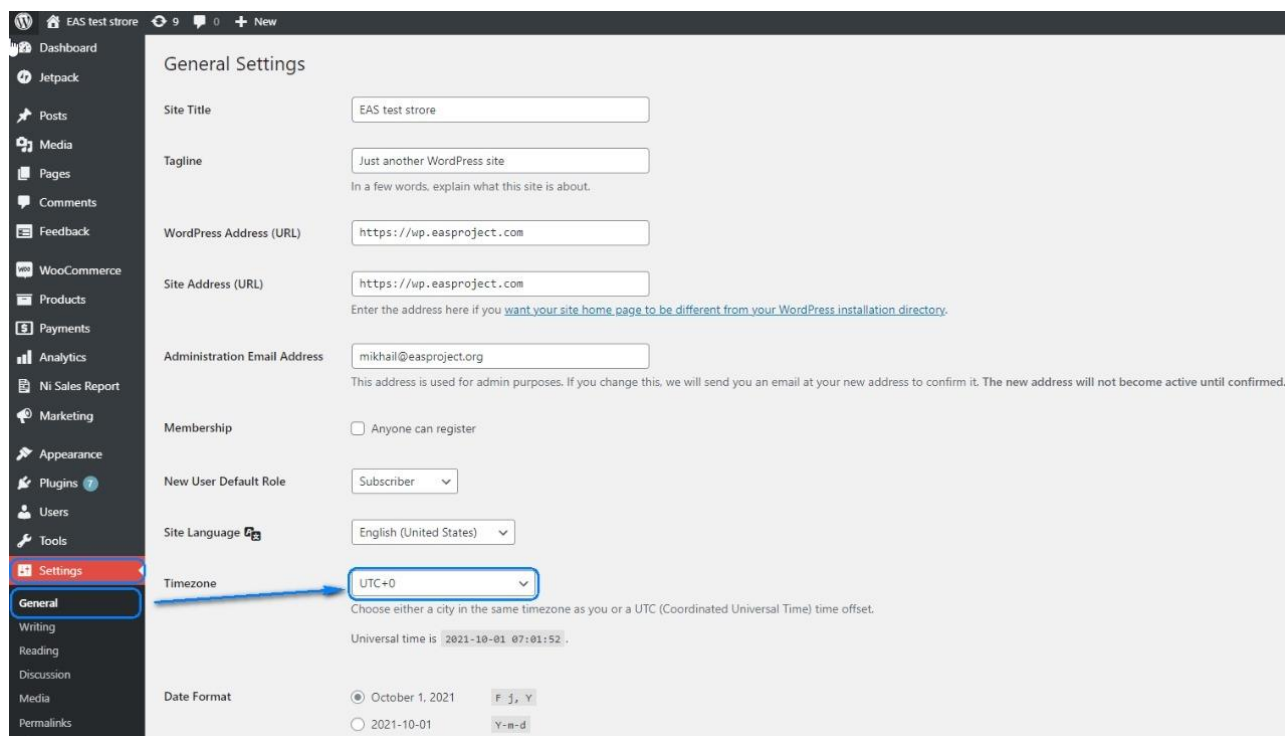 EAS test strore 9 0 + New
Dashboard
Jetpack
Posts
Media
Pages
Comments
Feedback
WooCommerce
Products
Payments
Analytics
Ni Sales Report
Marketing
Appearance
Plugins 7
Users
Tools
Settings
General
Writing
Reading
Discussion
Media
Permalinks
General Settings
Site Title EAS test strore
Tagline Just another WordPress site
In a few words, explain what this site is about.
WordPress Address (URL) https://wp.easproject.com
Site Address (URL) https://wp.easproject.com
Enter the address here if you want your site home page to be different from your WordPress installation directory.
Administration Email Address mikhail@easproject.org
This address is used for admin purposes. If you change this, we will send you an email at your new address to confirm it. The new address will not become active until confirmed.
Membership Anyone can register
New User Default Role Subscriber
Site Language English (United States)
Timezone UTC+0
Choose either a city in the same timezone as you or a UTC (Coordinated Universal Time) time offset.
Universal time is 2021-10-01 07:01:52 .
Date Format October 1, 2021 F j, Y
2021-10-01 Y-m-d